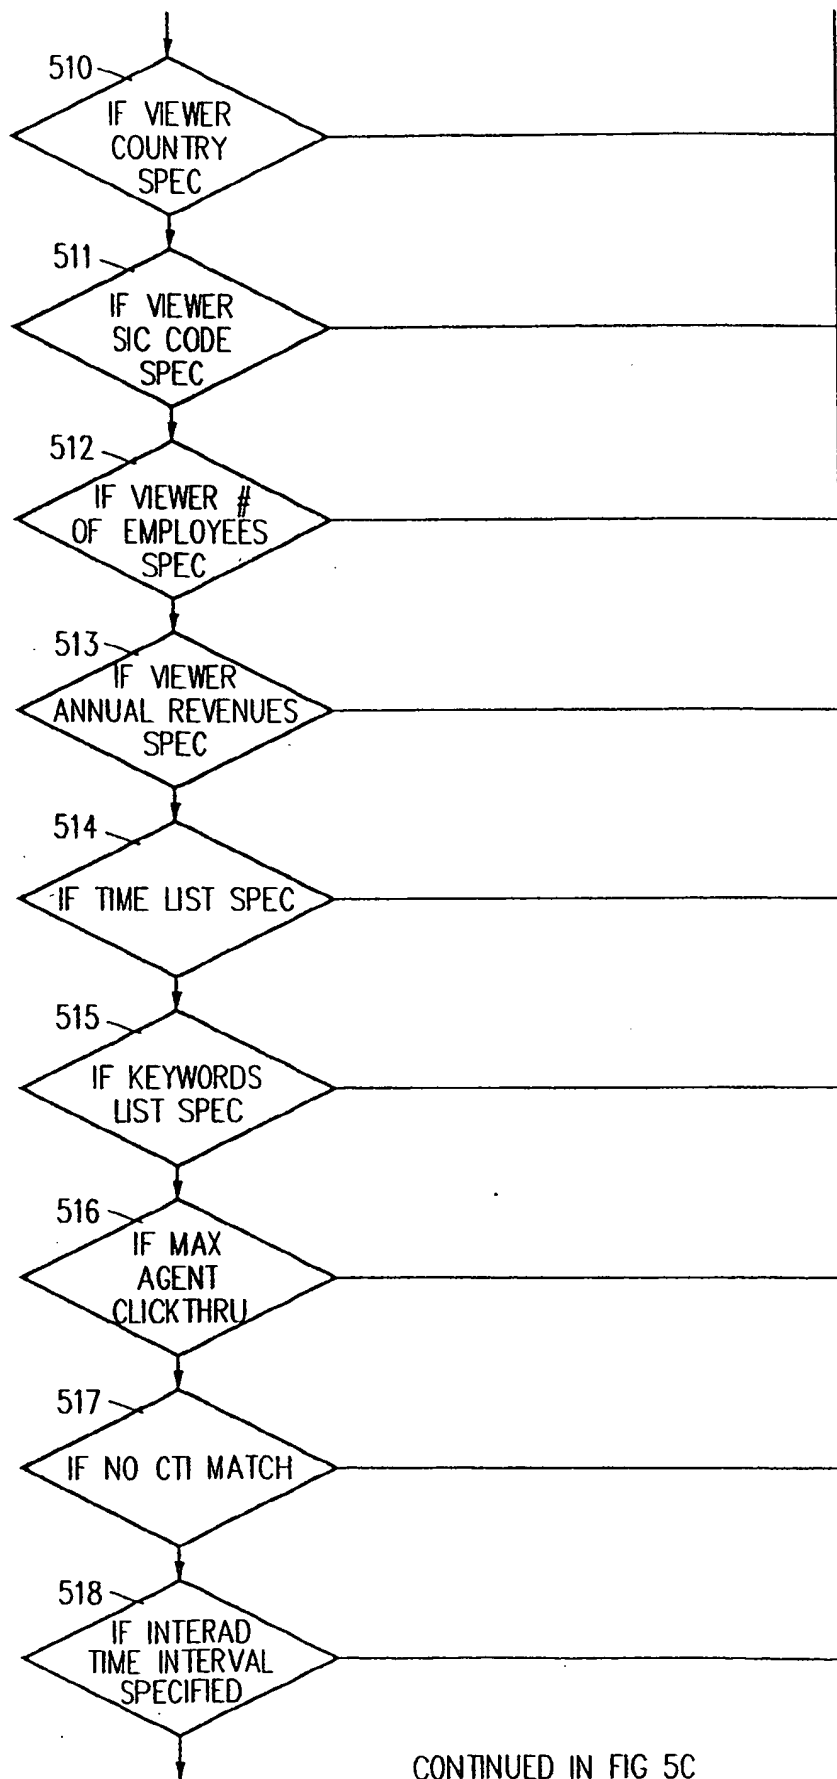 510
IF VIEWER
COUNTRY
SPEC
511
IF VIEWER
SIC CODE
SPEC
512
IF VIEWER #
OF EMPLOYEES
SPEC
513
IF VIEWER
ANNUAL REVENUES
SPEC
514
IF TIME LIST SPEC
515
IF KEYWORDS
LIST SPEC
516
IF MAX
AGENT
CLICKTHRU
517
IF NO CTI MATCH
518
IF INTERAD
TIME INTERVAL
SPECIFIED
CONTINUED IN FIG 5C